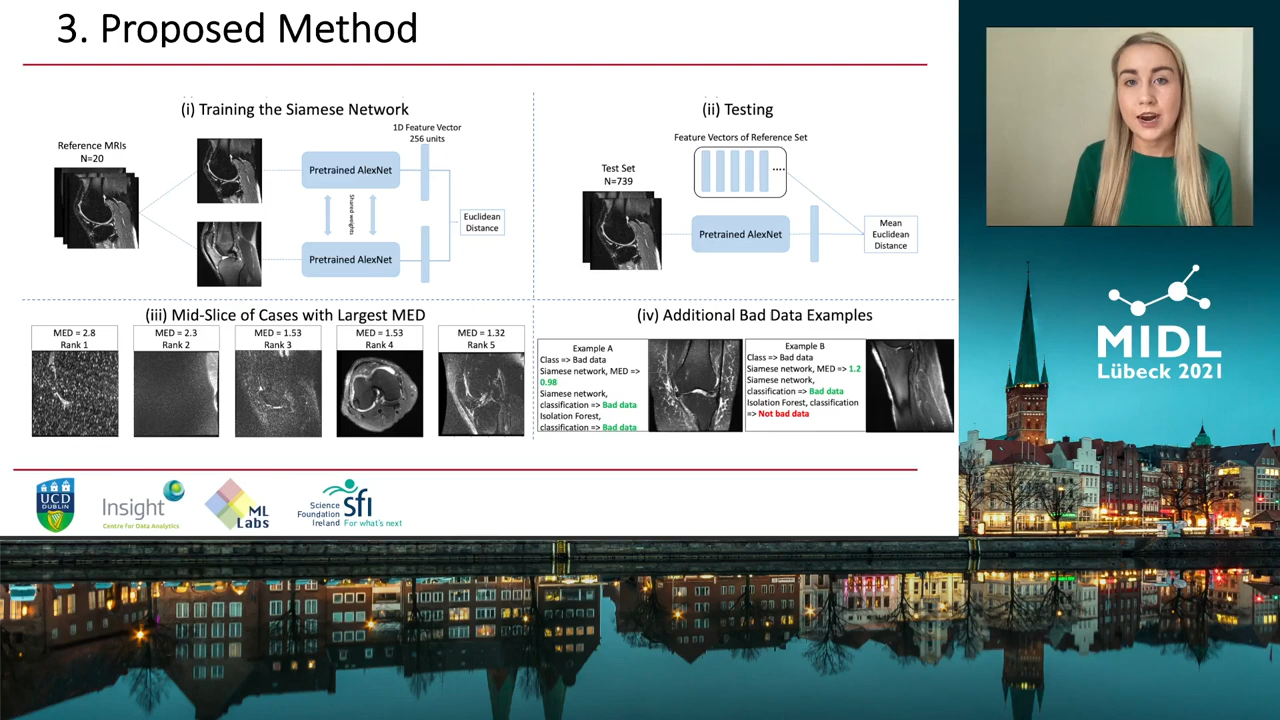 3. Proposed Method
(i) Training the Siamese Network
Reference MRIs
N=20
Pretrained AlexNet
Shared weights
Pretrained AlexNet
1D Feature Vector
256 units
Euclidean
Distance
(ii) Testing
Feature Vectors of Reference Set
....
Test Set
N=739
Pretrained AlexNet
Mean
Euclidean
Distance
(iii) Mid-Slice of Cases with Largest MED
MED = 2.8
Rank 1
MED = 2.3
Rank 2
MED = 1.53
Rank 3
MED = 1.53
Rank 4
MED = 1.32
Rank 5
(iv) Additional Bad Data Examples
Example A
Class => Bad data
Siamese network, MED =>
0.98
Siamese network,
classification => Bad data
Isolation Forest,
classification => Bad data
Example B
Class => Bad data
Siamese network, MED => 1.2
Siamese network,
classification => Bad data
Isolation Forest, classification
=> Not bad data
UCD
DUBLIN
Insight
Centre for Data Analytics
ML
Labs
Science
Foundation
Ireland
sfi
For what's next
MIDL
Lübeck 2021